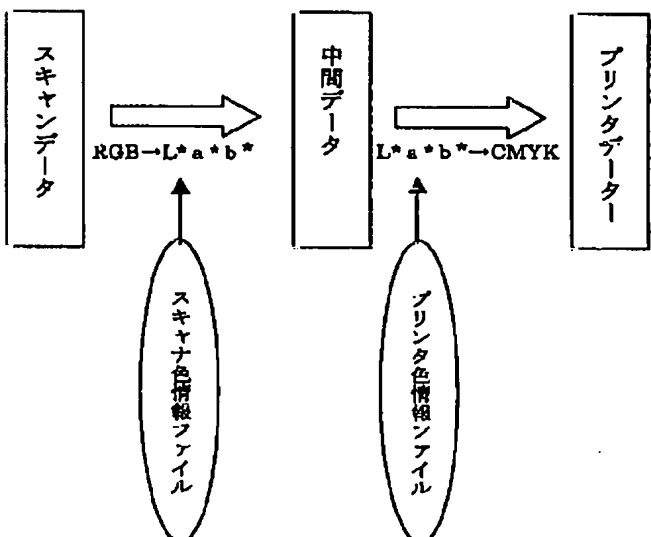 スキャンデータ
中間データ
プリンタデーター
RGB→L*a*b*
L*a*b*→CMYK
スキャナ色情報ファイル
プリンタ色情報ンァイル